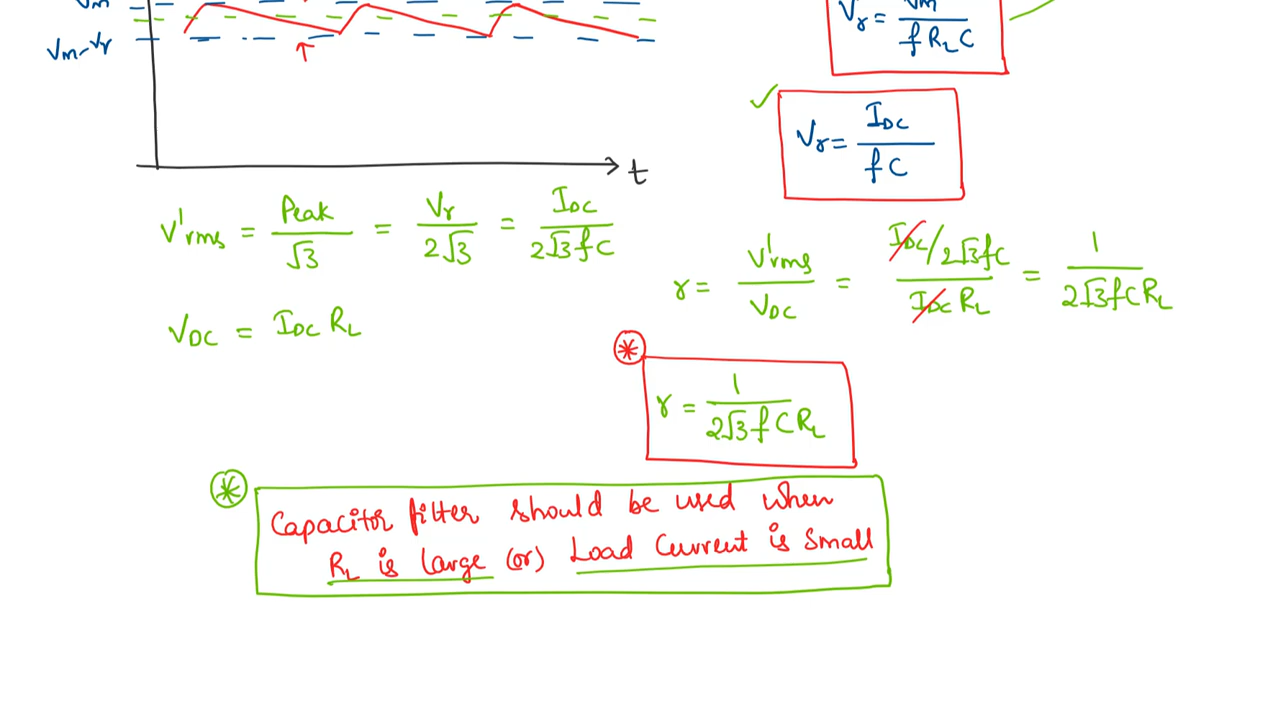 Vm
Vm-Vr
t
Vr = Vm / f RL C
Vr = IDC / f C
V'rms = Peak / √3 = Vr / 2√3 = IDC / 2√3 f C
VDC = IDC RL
r = V'rms / VDC = IDC/2√3fC / IDC RL = 1 / 2√3 f C RL
* r = 1 / 2√3 f C RL
* Capacitor filter should be used when
RL is large (or) Load Current is small